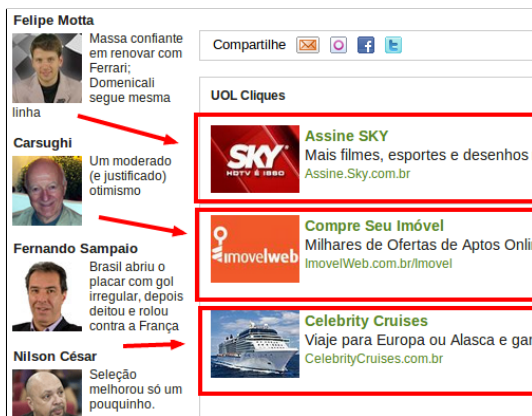 Felipe Motta
Massa confiante
em renovar com
Ferrari;
Domenicali
segue mesma
linha
Carsughi
Um moderado
(e justificado)
otimismo
Fernando Sampaio
Brasil abriu o
placar com gol
irregular, depois
deitou e rolou
contra a França
Nilson César
Seleção
melhorou só um
pouquinho.
Compartilhe
UOL Cliques
SKY
HDTV É ISSO
Assine SKY
Mais filmes, esportes e desenhos
Assine.Sky.com.br
imovelweb
Compre Seu Imóvel
Milhares de Ofertas de Aptos Onli
ImovelWeb.com.br/Imovel
Celebrity Cruises
Viaje para Europa ou Alasca e gar
CelebrityCruises.com.br